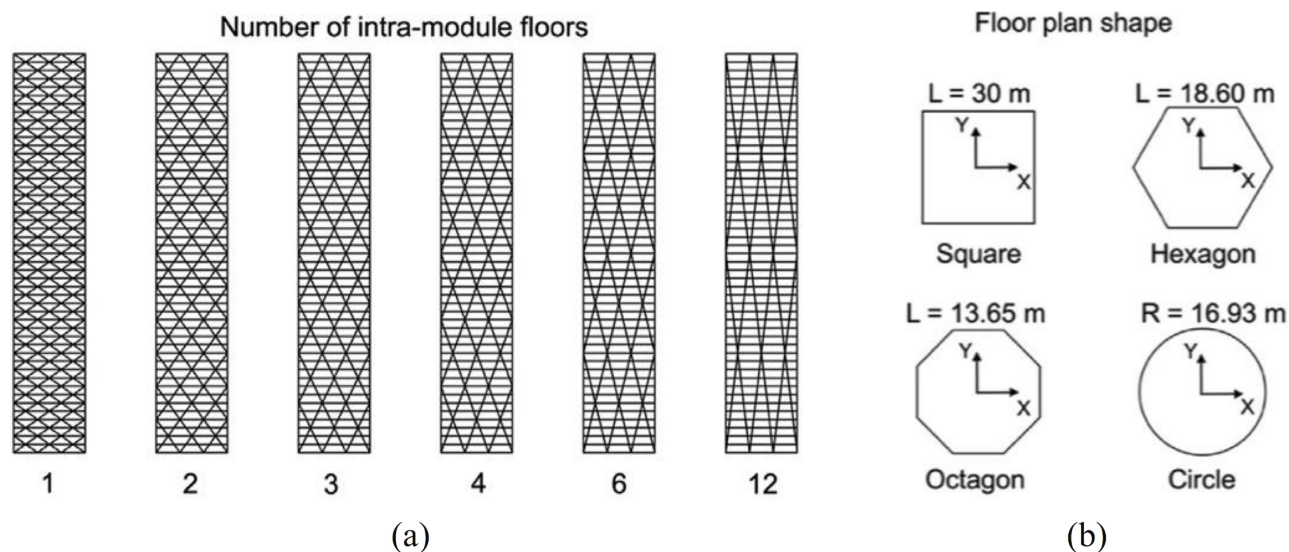 Number of intra-module floors
1 2 3 4 6 12
(a)
Floor plan shape
L = 30 m
Y
X
Square
L = 18.60 m
Y
X
Hexagon
L = 13.65 m
Y
X
Octagon
R = 16.93 m
Y
X
Circle
(b)